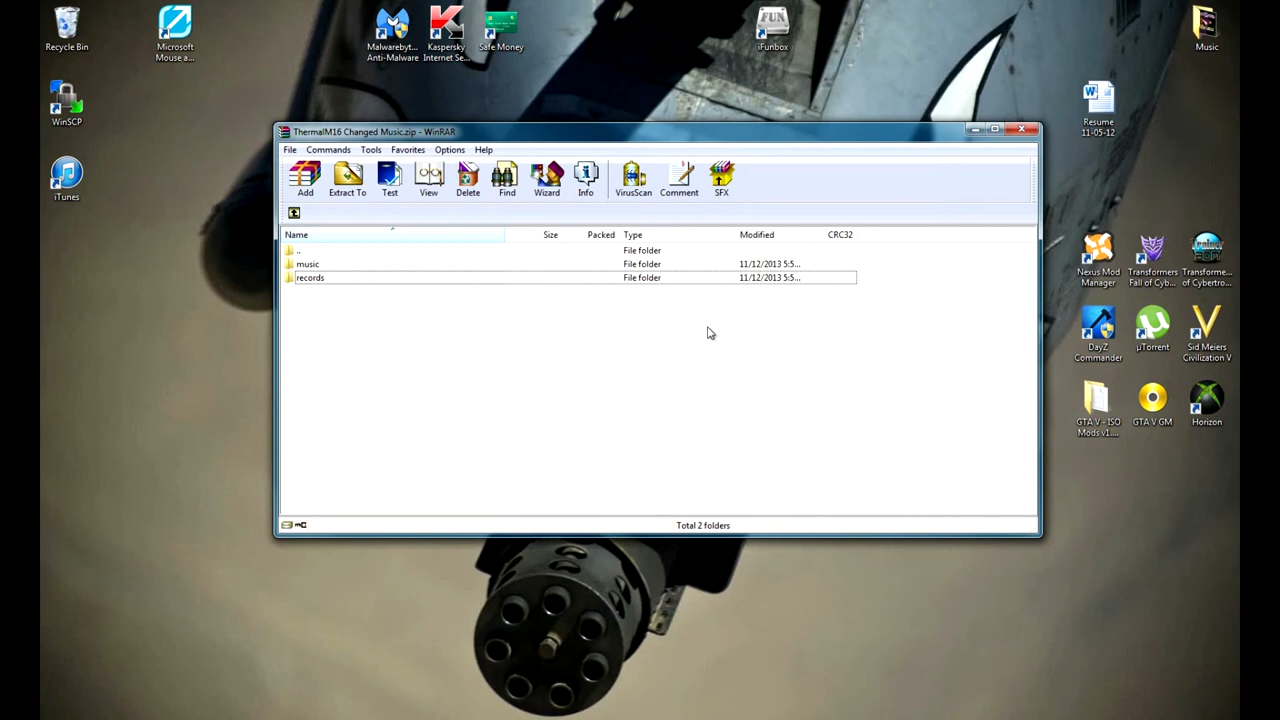 Recycle Bin
Microsoft
Mouse a...
Malwarebyt...
Anti-Malware
Kaspersky
Internet Se...
Safe Money
FUN
iFunbox
Music
WinSCP
iTunes
W
Resume
11-05-12
ThermalM16 Changed Music.zip - WinRAR
File Commands Tools Favorites Options Help
Add Extract To Test View Delete Find Wizard Info VirusScan Comment SFX
Name Size Packed Type Modified CRC32
.. File folder
music File folder 11/12/2013 5:5...
records File folder 11/12/2013 5:5...
Total 2 folders
Nexus Mod
Manager
Transformers
Fall of Cyb...
Transforme...
of Cybertro...
DayZ
Commander
µTorrent
Sid Meiers
Civilization V
GTA V - ISO
Mods v1....
GTA V GM
Horizon